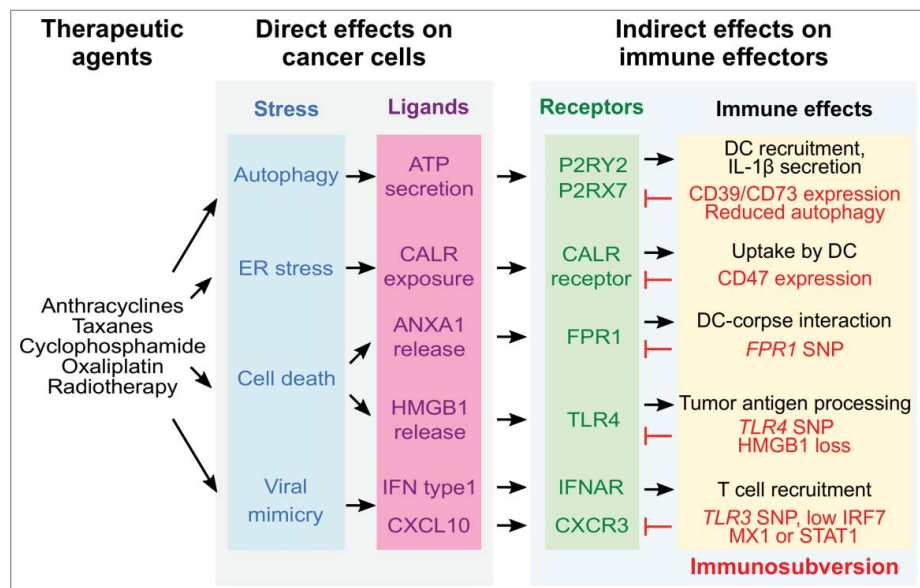 Therapeutic
agents
Direct effects on
cancer cells
Indirect effects on
immune effectors
Stress
Ligands
Receptors
Immune effects
Anthracyclines
Taxanes
Cyclophosphamide
Oxaliplatin
Radiotherapy
Autophagy
ATP
secretion
P2RY2
P2RX7
DC recruitment,
IL-1β secretion
CD39/CD73 expression
Reduced autophagy
ER stress
CALR
exposure
CALR
receptor
Uptake by DC
CD47 expression
Cell death
ANXA1
release
FPR1
DC-corpse interaction
FPR1 SNP
HMGB1
release
TLR4
Tumor antigen processing
TLR4 SNP
HMGB1 loss
Viral
mimicry
IFN type1
CXCL10
IFNAR
CXCR3
T cell recruitment
TLR3 SNP, low IRF7
MX1 or STAT1
Immunosubversion